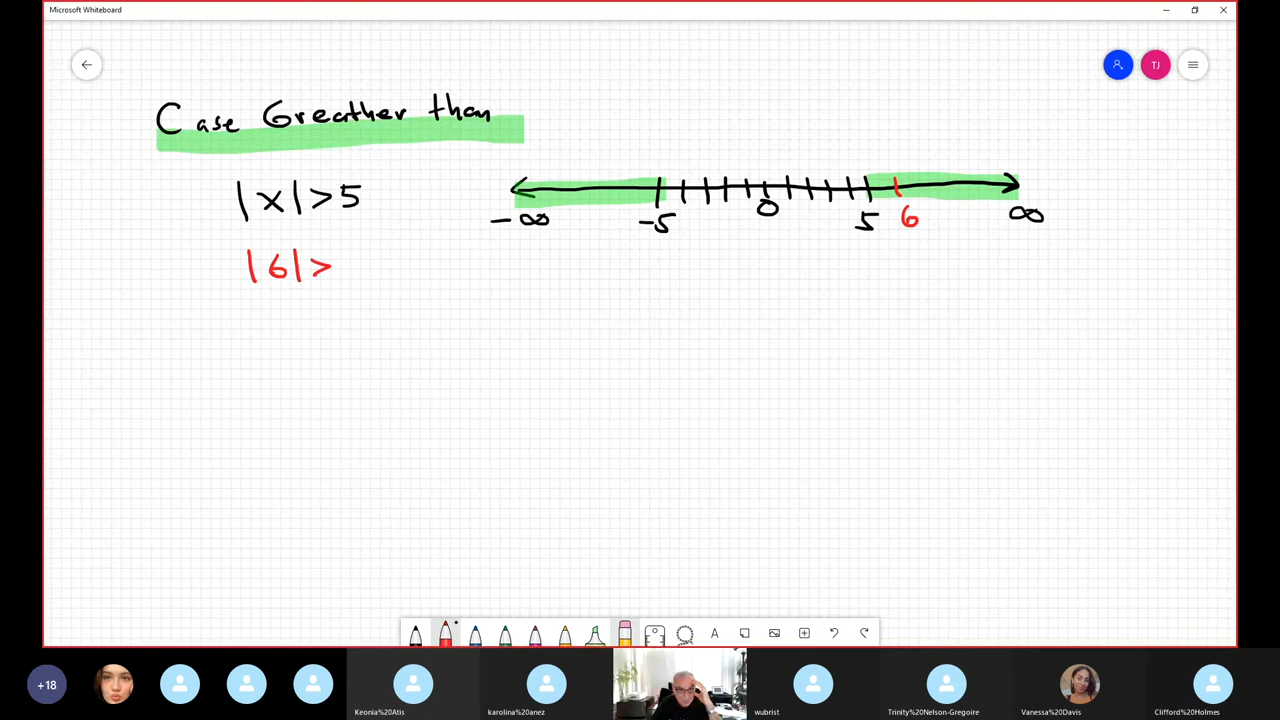 Microsoft Whiteboard
TJ
Case Greather than
|x|>5
-∞ -5 0 5 6 ∞
|6|>
A
+18
Keonia%20Atis
karolina%20anez
wubrist
Trinity%20Nelson-Gregoire
Vanessa%20Davis
Clifford%20Holmes